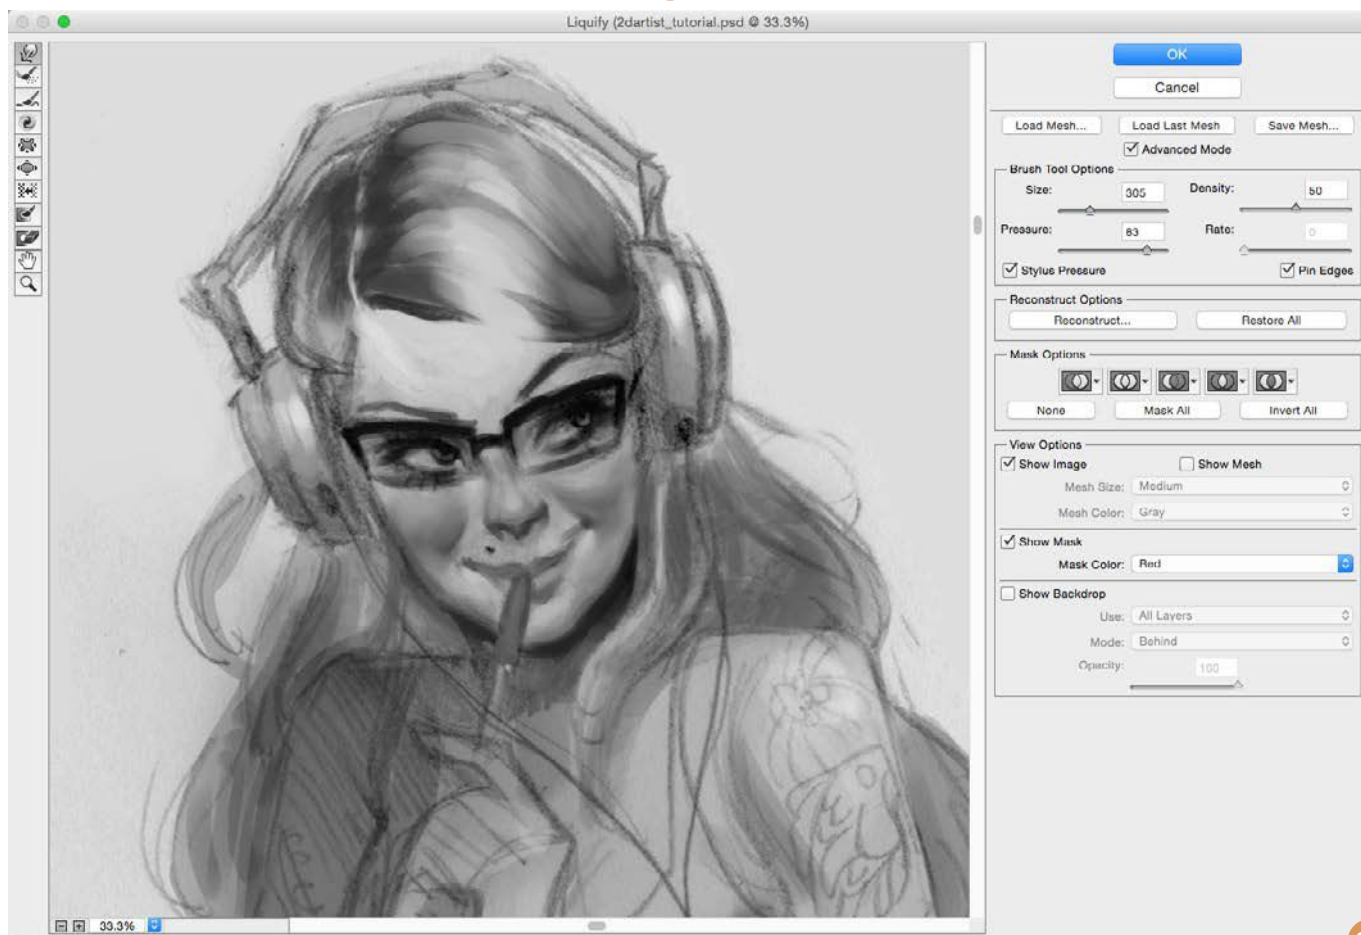 Liquify (2dartist_tutorial.psd @ 33.3%)
OK
Cancel
Load Mesh... Load Last Mesh Save Mesh...
Advanced Mode
Brush Tool Options
Size: 305 Density: 50
Pressure: 83 Rate: 0
Stylus Pressure Pin Edges
Reconstruct Options
Reconstruct... Restore All
Mask Options
None Mask All Invert All
View Options
Show Image Show Mesh
Mesh Size: Medium
Mesh Color: Gray
Show Mask
Mask Color: Red
Show Backdrop
Use: All Layers
Mode: Behind
Opacity: 100
33.3%